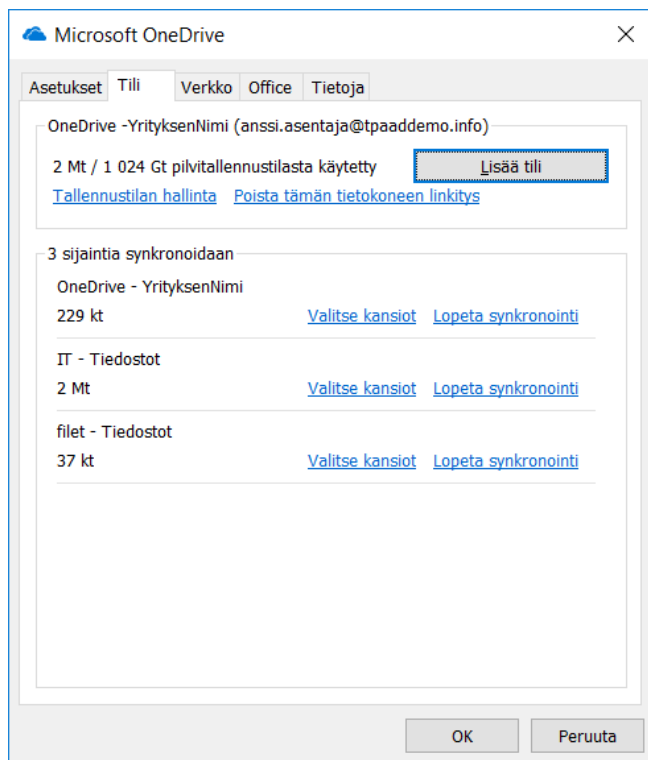 Microsoft OneDrive
Asetukset Tili Verkko Office Tietoja
OneDrive -YrityksenNimi (anssi.asentaja@tpaaddemo.info)
2 Mt / 1 024 Gt pilvitallennustilasta käytetty Lisää tili
Tallennustilan hallinta Poista tämän tietokoneen linkitys
3 sijaintia synkronoidaan
OneDrive - YrityksenNimi
229 kt Valitse kansiot Lopeta synkronointi
IT - Tiedostot
2 Mt Valitse kansiot Lopeta synkronointi
filet - Tiedostot
37 kt Valitse kansiot Lopeta synkronointi
OK Peruuta